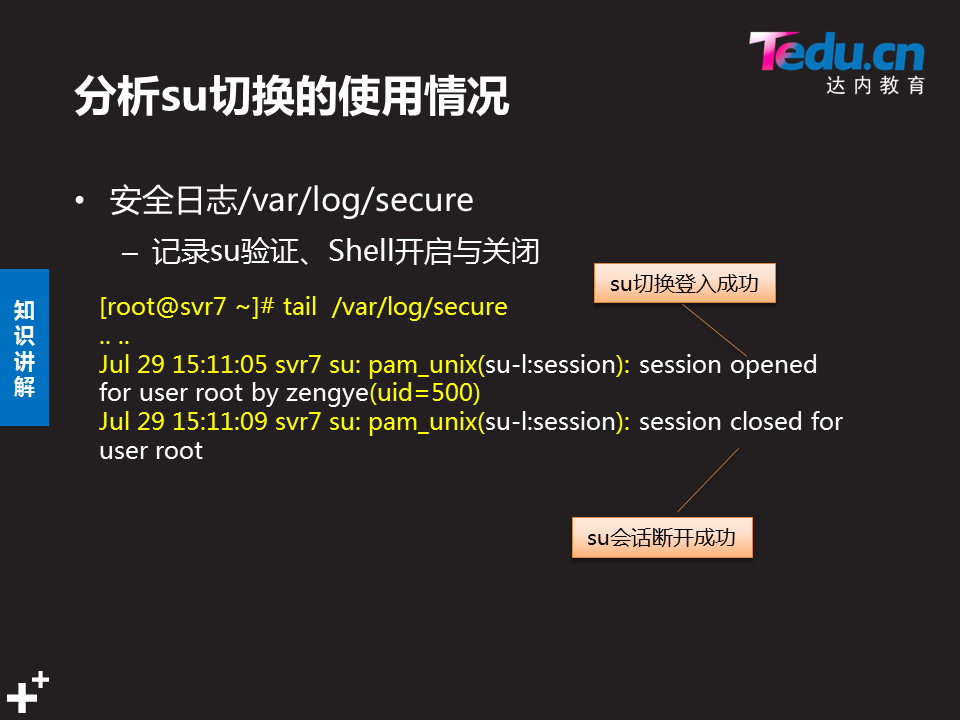 Tedu.cn
达内教育
分析su切换的使用情况
• 安全日志/var/log/secure
– 记录su验证、Shell开启与关闭
su切换登入成功
知识讲解
[root@svr7 ~]# tail  /var/log/secure
.. ..
Jul 29 15:11:05 svr7 su: pam_unix(su-l:session): session opened
for user root by zengye(uid=500)
Jul 29 15:11:09 svr7 su: pam_unix(su-l:session): session closed for
user root
su会话断开成功